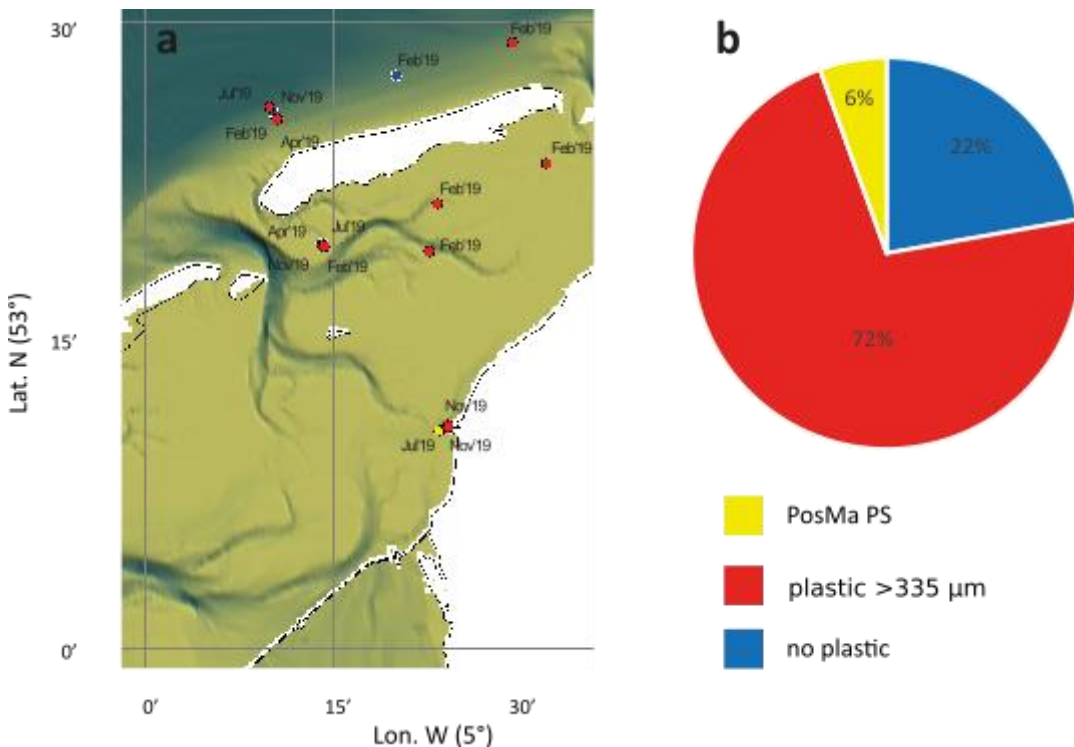 a
30'
Feb'19
Feb'19
Jul'19
Nov'19
Feb'19
Apr'19
Feb'19
Feb'19
Apr'19
Jul'19
Nov'19
Feb'19
Feb'19
15'
Lat. N (53°)
Nov'19
Jul'19
Nov'19
0'
0'
15'
30'
Lon. W (5°)
b
6%
22%
72%
PosMa PS
plastic >335 µm
no plastic